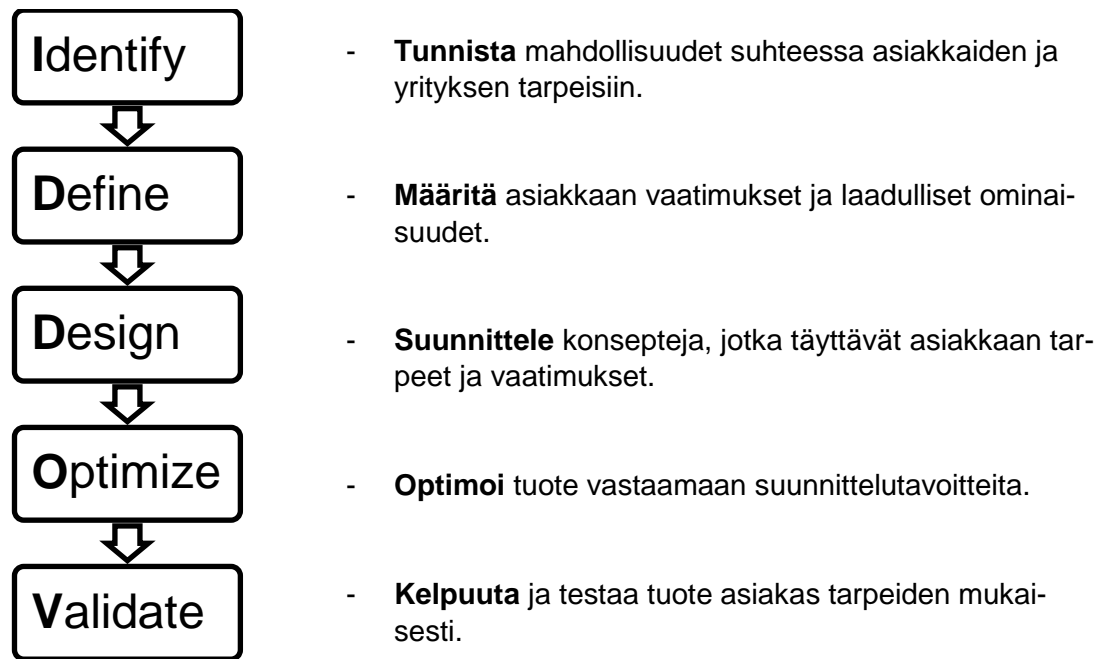 Identify
- Tunnista mahdollisuudet suhteessa asiakkaiden ja
yrityksen tarpeisiin.
Define
- Määritä asiakkaan vaatimukset ja laadulliset ominai-
suudet.
Design
- Suunnittele konsepteja, jotka täyttävät asiakkaan tar-
peet ja vaatimukset.
Optimize
- Optimoi tuote vastaamaan suunnittelutavoitteita.
Validate
- Kelpuuta ja testaa tuote asiakas tarpeiden mukai-
sesti.